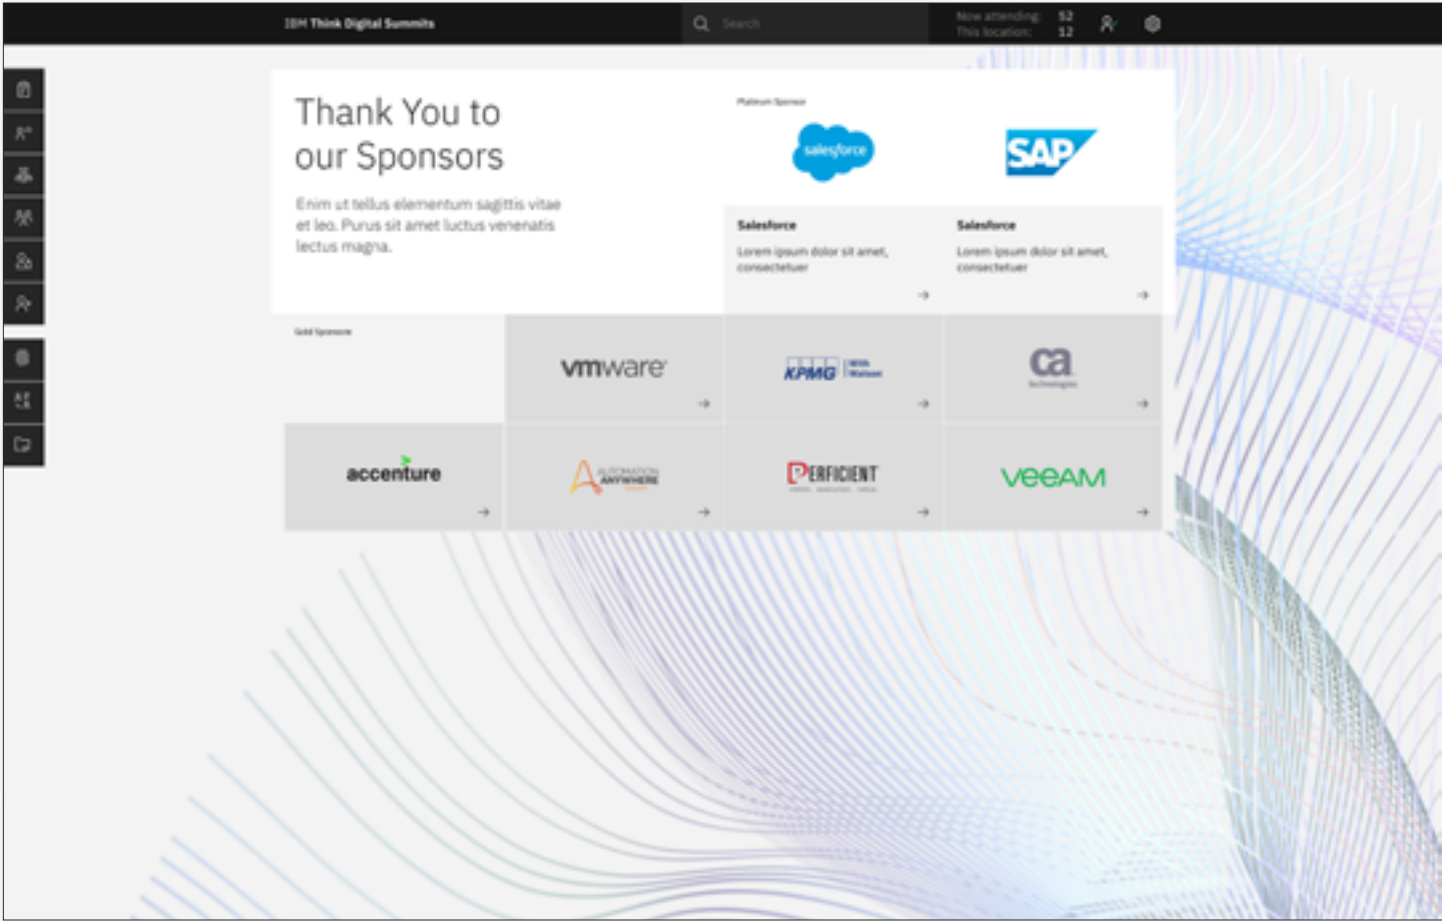 IBM Think Digital Summits
Search
Now attending: 52
This location: 12
Thank You to
our Sponsors
Enim ut tellus elementum sagittis vitae
et leo. Purus sit amet luctus venenatis
lectus magna.
Platinum Sponsor
salesforce
SAP
Salesforce
Lorem ipsum dolor sit amet,
consectetuer
Salesforce
Lorem ipsum dolor sit amet,
consectetuer
Gold Sponsors
vmware
KPMG
With
Watson
ca
technologies
accenture
AUTOMATION
ANYWHERE
PERFICIENT
veeAM